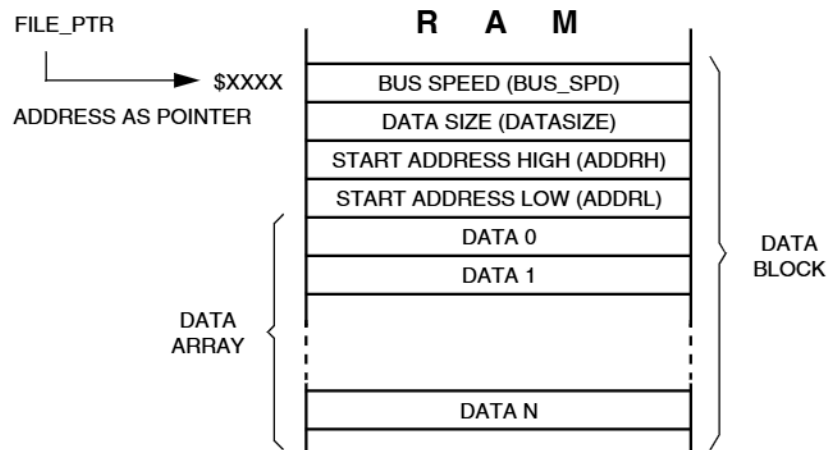 R A M
FILE_PTR
$XXXX
ADDRESS AS POINTER
BUS SPEED (BUS_SPD)
DATA SIZE (DATASIZE)
START ADDRESS HIGH (ADDRH)
START ADDRESS LOW (ADDRL)
DATA 0
DATA 1
DATA N
DATA
ARRAY
DATA
BLOCK